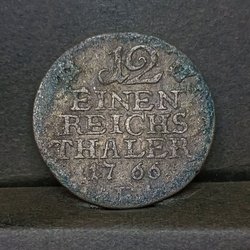 12
EINEN
REICHS
THALER
1766